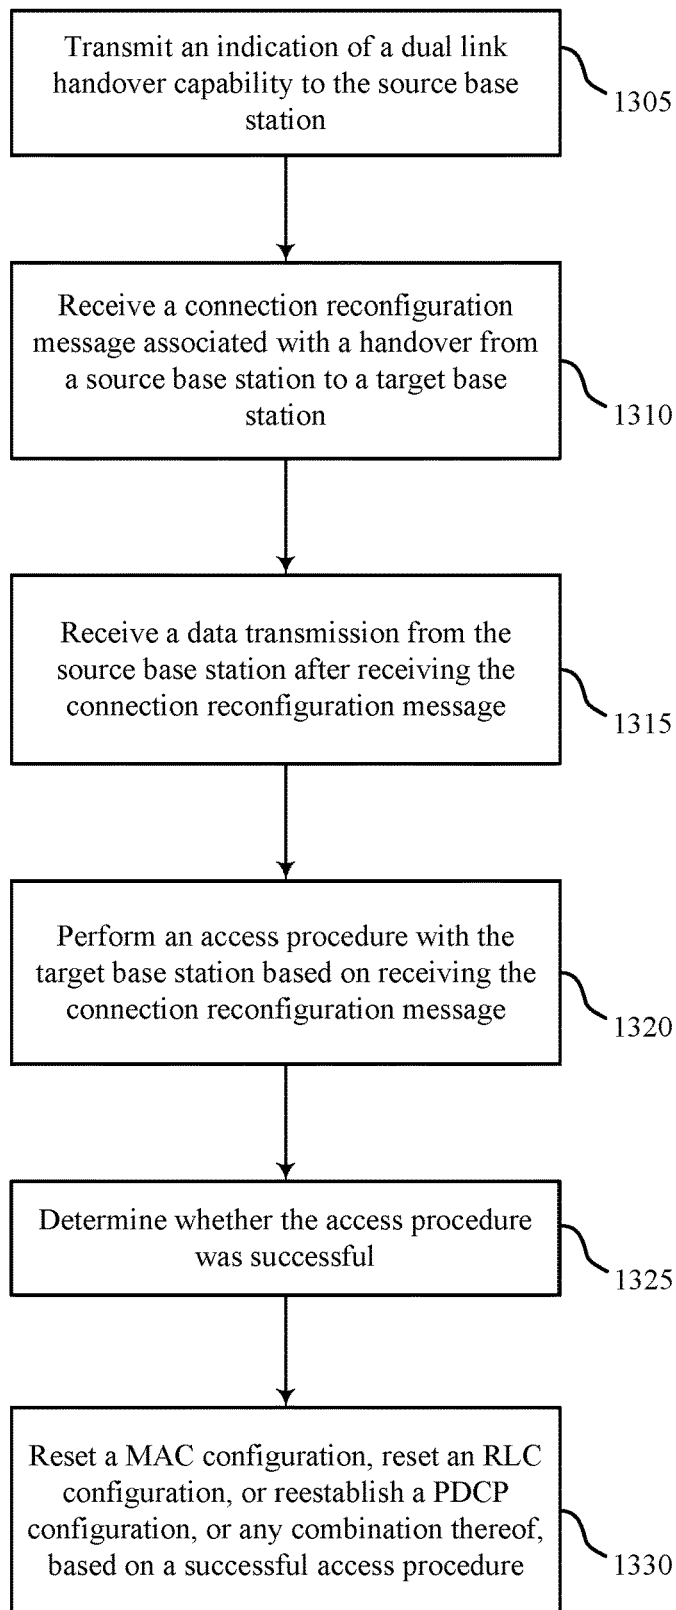 Transmit an indication of a dual link
handover capability to the source base
station
1305
Receive a connection reconfiguration
message associated with a handover from
a source base station to a target base
station
1310
Receive a data transmission from the
source base station after receiving the
connection reconfiguration message
1315
Perform an access procedure with the
target base station based on receiving the
connection reconfiguration message
1320
Determine whether the access procedure
was successful
1325
Reset a MAC configuration, reset an RLC
configuration, or reestablish a PDCP
configuration, or any combination thereof,
based on a successful access procedure
1330